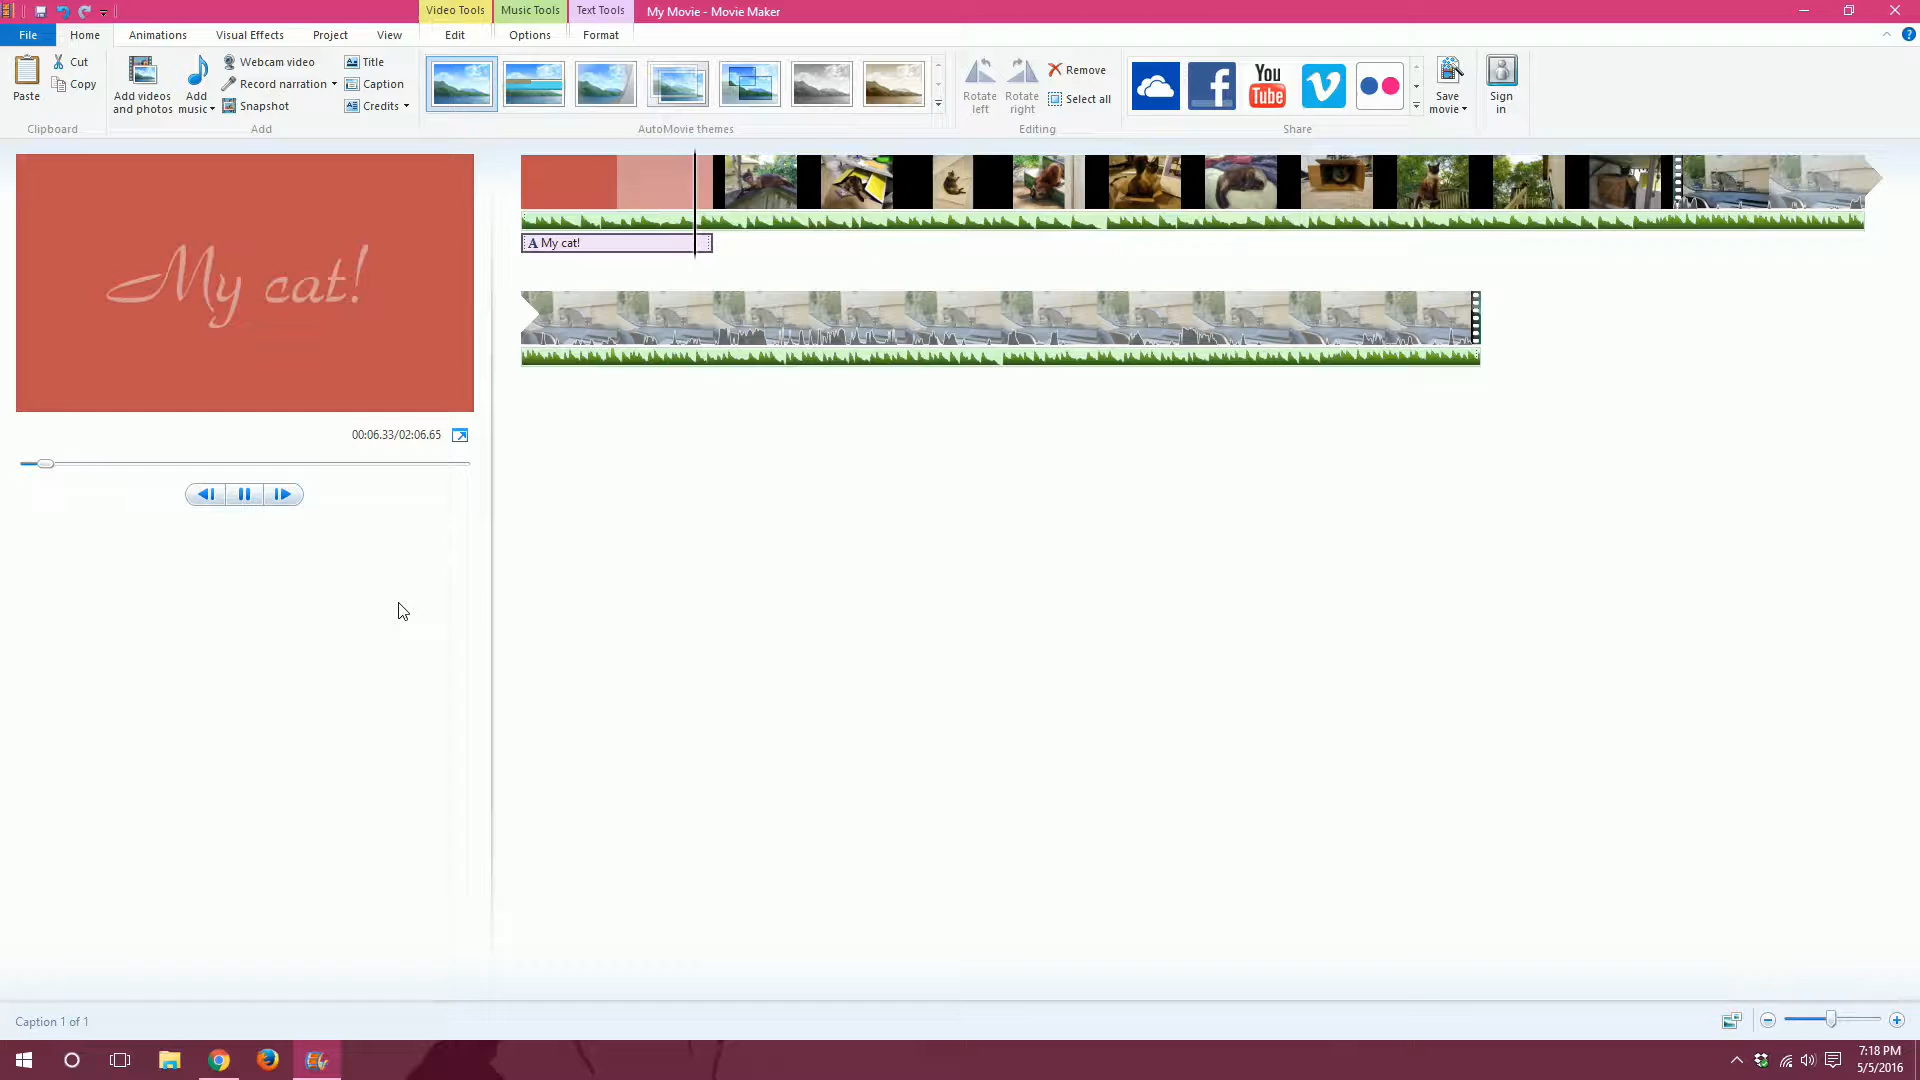 Video Tools
Music Tools
Text Tools
My Movie - Movie Maker
File
Home
Animations
Visual Effects
Project
View
Edit
Options
Format
Paste
Cut
Copy
Clipboard
Add videos
and photos
Add
music
Webcam video
Record narration
Snapshot
Title
Caption
Credits
Add
AutoMovie themes
Rotate
left
Rotate
right
Remove
Select all
Editing
You
Tube
Share
Save
movie
Sign
in
My cat!
A My cat!
00:06.33/02:06.65
Caption 1 of 1
7:18 PM
5/5/2016